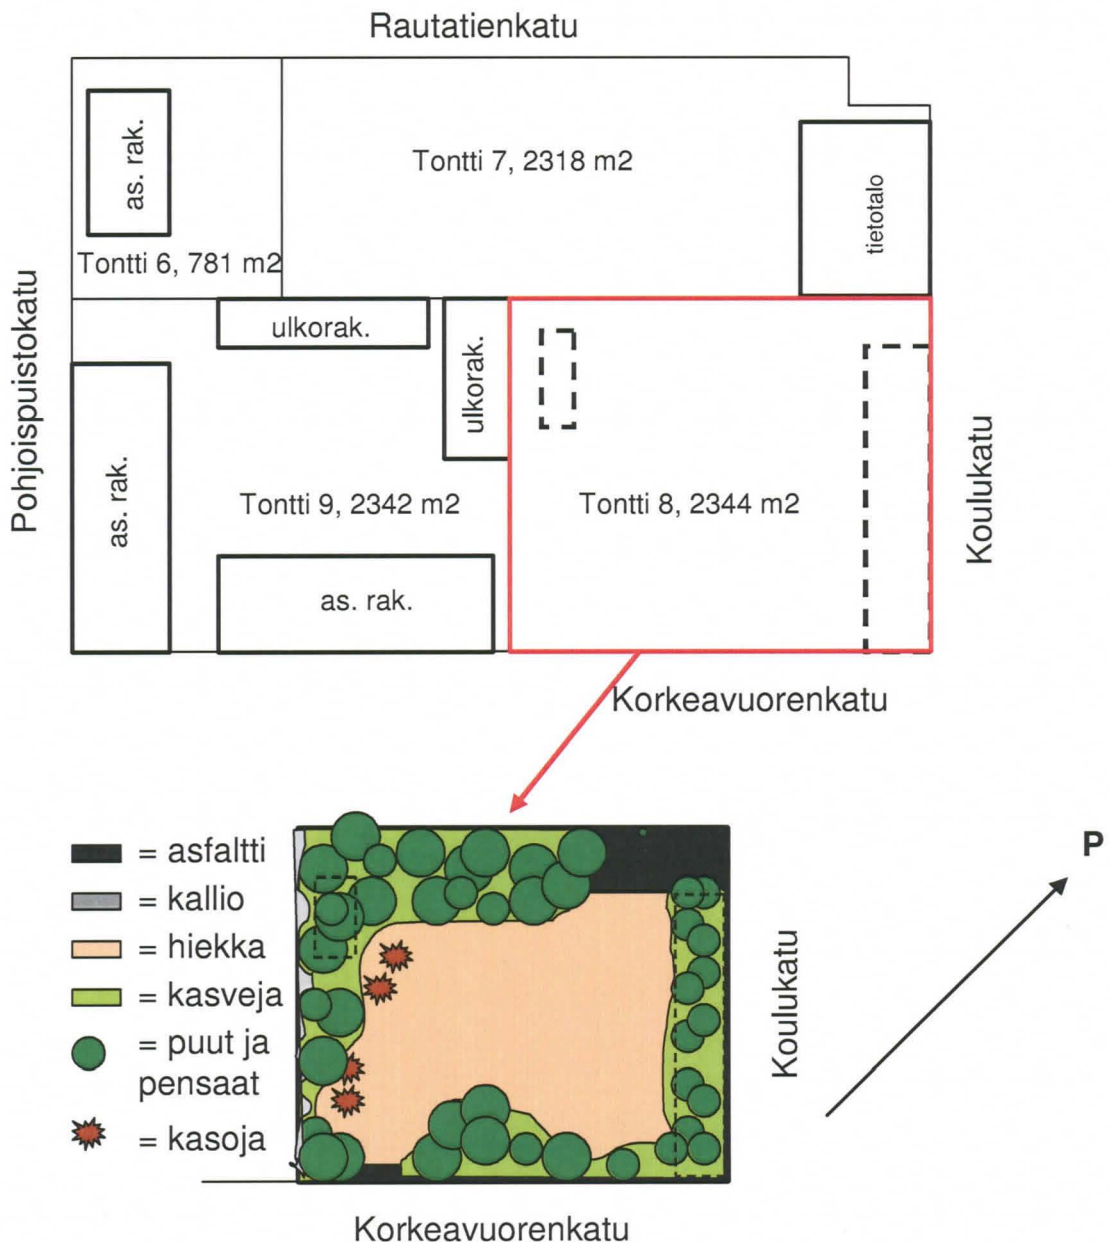 Rautatienkatu
as. rak.
Tontti 7, 2318 m2
tietotalo
Tontti 6, 781 m2
Pohjoispuistokatu
ulkorak.
ulkorak.
as. rak.
Tontti 9, 2342 m2
Tontti 8, 2344 m2
Koulukatu
as. rak.
Korkeavuorenkatu
= asfaltti
= kallio
= hiekka
= kasveja
= puut ja
pensaat
= kasoja
P
Koulukatu
Korkeavuorenkatu